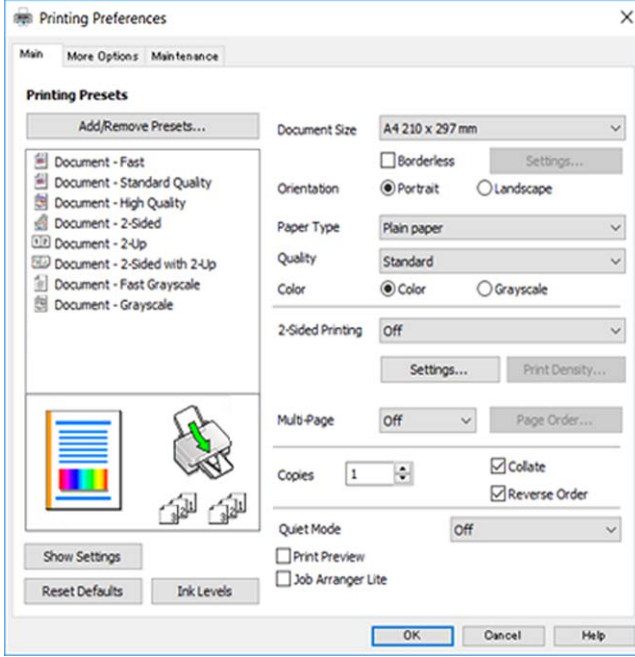 Printing Preferences
Main More Options Maintenance
Printing Presets
Add/Remove Presets...
Document - Fast
Document - Standard Quality
Document - High Quality
Document - 2-Sided
Document - 2-Up
Document - 2-Sided with 2-Up
Document - Fast Grayscale
Document - Grayscale
Show Settings
Reset Defaults Ink Levels
Document Size A4 210 x 297 mm
Borderless Settings...
Orientation Portrait Landscape
Paper Type Plain paper
Quality Standard
Color Color Grayscale
2-Sided Printing Off
Settings... Print Density...
Multi-Page Off Page Order...
Copies 1 Collate
Reverse Order
Quiet Mode Off
Print Preview
Job Arranger Lite
OK Cancel Help